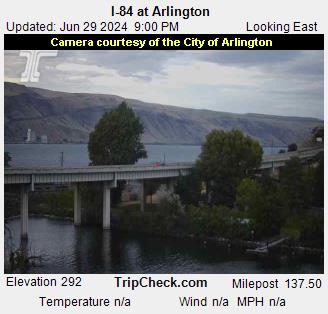 I-84 at Arlington
Updated: Jun 29 2024 9:00 PM Looking East
Camera courtesy of the City of Arlington
Elevation 292 TripCheck.com Milepost 137.50
Temperature n/a Wind n/a MPH n/a